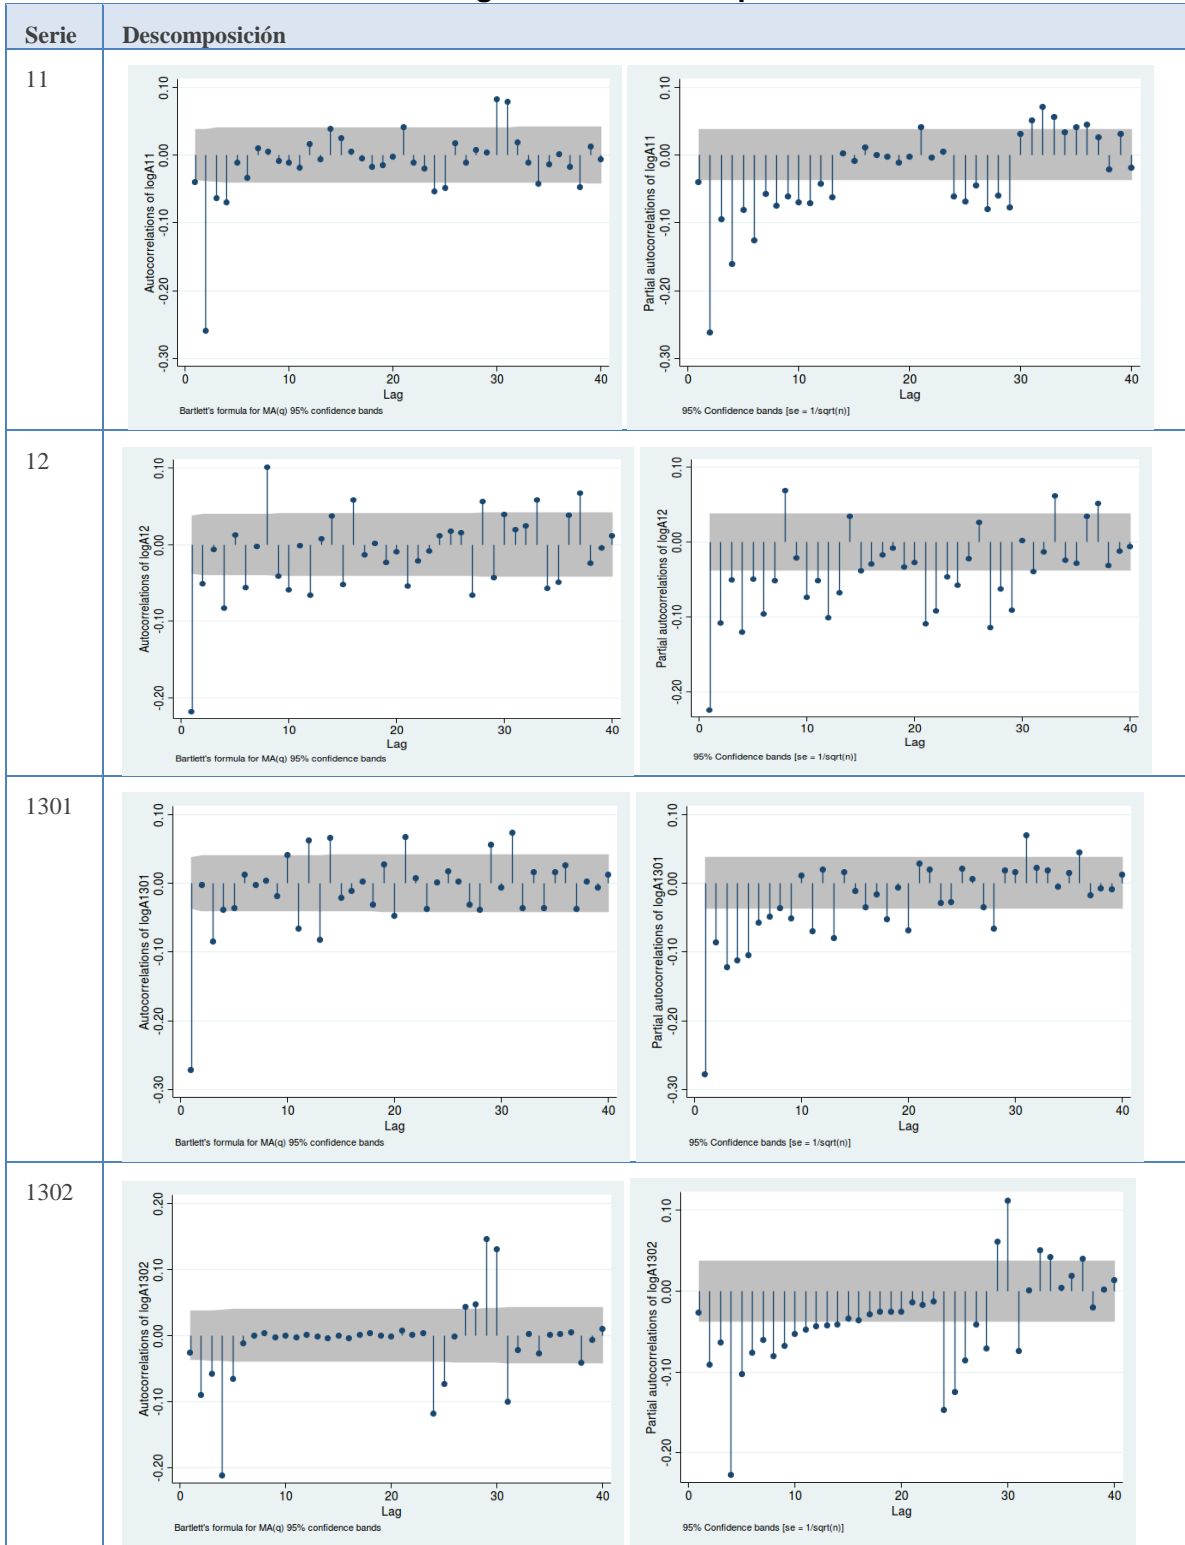 Serie Descomposición
11
Autocorrelations of logA11
-0.30 -0.20 -0.10 0.00 0.10
0 10 20 30 40
Lag
Bartlett's formula for MA(q) 95% confidence bands
Partial autocorrelations of logA11
-0.30 -0.20 -0.10 0.00 0.10
0 10 20 30 40
Lag
95% Confidence bands [se = 1/sqrt(n)]
12
Autocorrelations of logA12
-0.20 -0.10 0.00 0.10
0 10 20 30 40
Lag
Bartlett's formula for MA(q) 95% confidence bands
Partial autocorrelations of logA12
-0.20 -0.10 0.00 0.10
0 10 20 30 40
Lag
95% Confidence bands [se = 1/sqrt(n)]
1301
Autocorrelations of logA1301
-0.30 -0.20 -0.10 0.00 0.10
0 10 20 30 40
Lag
Bartlett's formula for MA(q) 95% confidence bands
Partial autocorrelations of logA1301
-0.30 -0.20 -0.10 0.00 0.10
0 10 20 30 40
Lag
95% Confidence bands [se = 1/sqrt(n)]
1302
Autocorrelations of logA1302
-0.20 -0.10 0.00 0.10 0.20
0 10 20 30 40
Lag
Bartlett's formula for MA(q) 95% confidence bands
Partial autocorrelations of logA1302
-0.20 -0.10 0.00 0.10
0 10 20 30 40
Lag
95% Confidence bands [se = 1/sqrt(n)]